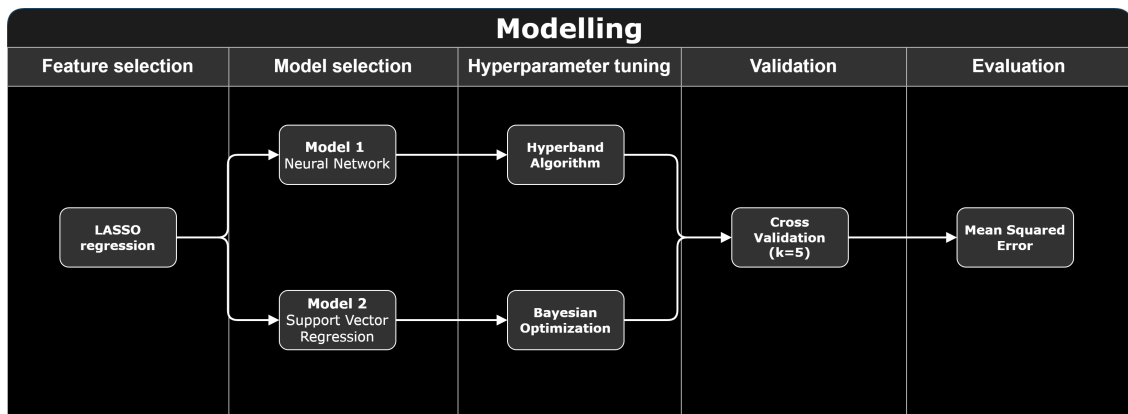 Modelling
Feature selection
Model selection
Hyperparameter tuning
Validation
Evaluation
LASSO
regression
Model 1
Neural Network
Model 2
Support Vector
Regression
Hyperband
Algorithm
Bayesian
Optimization
Cross
Validation
(k=5)
Mean Squared
Error